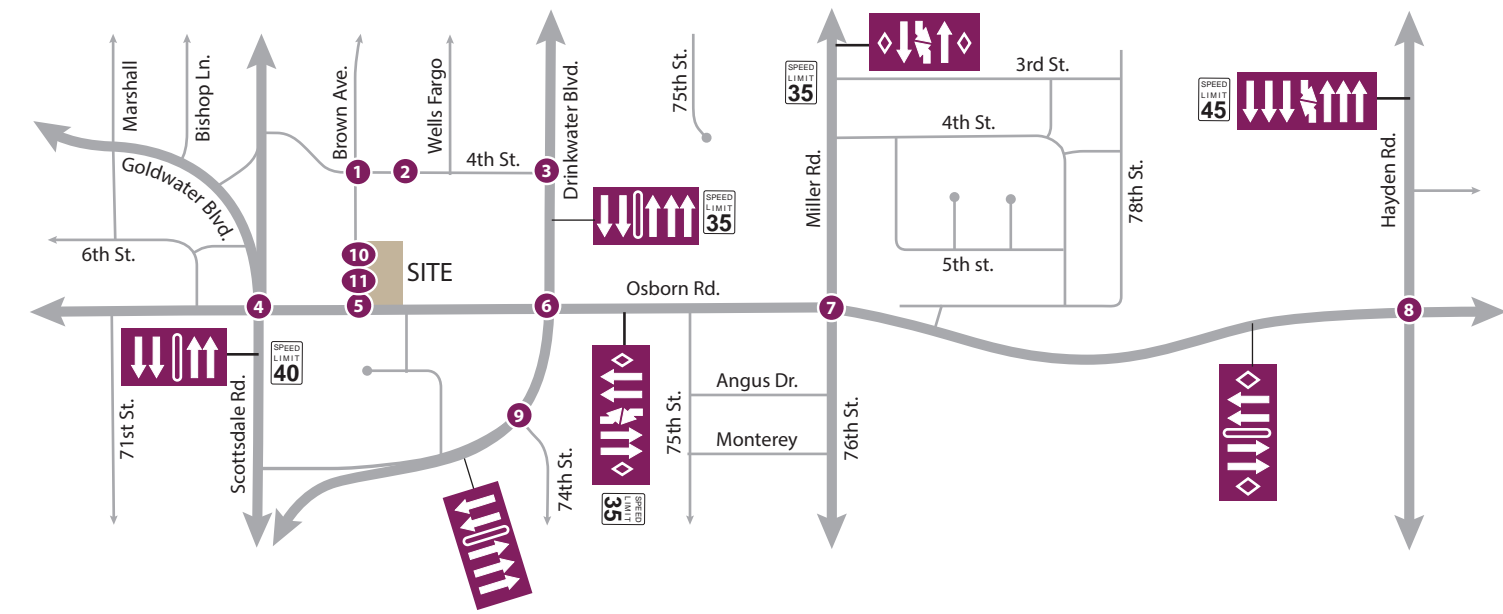 Marshall
Bishop Ln.
Brown Ave.
Wells Fargo
Drinkwater Blvd.
75th St.
SPEED
LIMIT
35
3rd St.
SPEED
LIMIT
45
4th St.
Miller Rd.
78th St.
Hayden Rd.
Goldwater Blvd.
1
2
4th St.
3
SPEED
LIMIT
35
6th St.
10
11
SITE
5th st.
Osborn Rd.
4
5
6
7
8
SPEED
LIMIT
40
71st St.
Scottsdale Rd.
9
74th St.
75th St.
Angus Dr.
Monterey
76th St.
SPEED
LIMIT
35